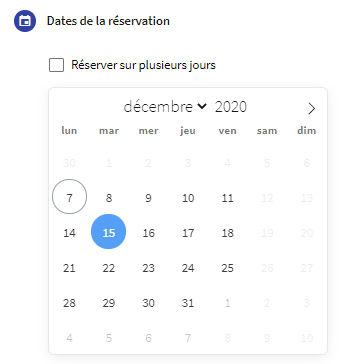 Dates de la réservation
Réserver sur plusieurs jours
décembre 2020
lun mar mer jeu ven sam dim
30 1 2 3 4 5 6
7 8 9 10 11 12 13
14 15 16 17 18 19 20
21 22 23 24 25 26 27
28 29 30 31 1 2 3
4 5 6 7 8 9 10